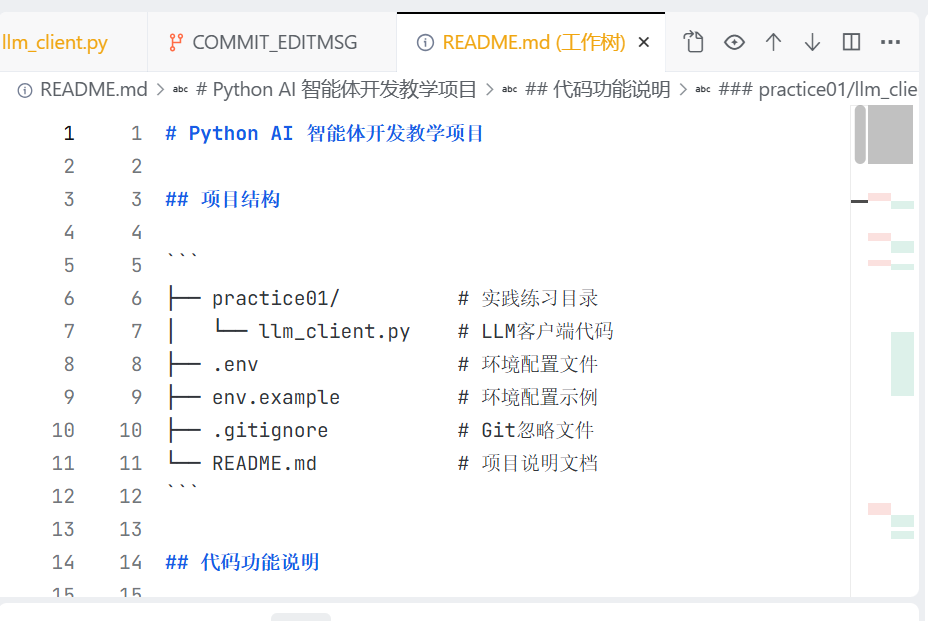 llm_client.py COMMIT_EDITMSG README.md (工作树)
README.md > # Python AI 智能体开发教学项目 > ## 代码功能说明 > ### practice01/llm_clie
1 1 # Python AI 智能体开发教学项目
2 2
3 3 ## 项目结构
4 4
5 5 ```
6 6 ├── practice01/ # 实践练习目录
7 7 │ └── llm_client.py # LLM客户端代码
8 8 ├── .env # 环境配置文件
9 9 ├── env.example # 环境配置示例
10 10 ├── .gitignore # Git忽略文件
11 11 └── README.md # 项目说明文档
12 12 ```
13 13
14 14 ## 代码功能说明
15 15